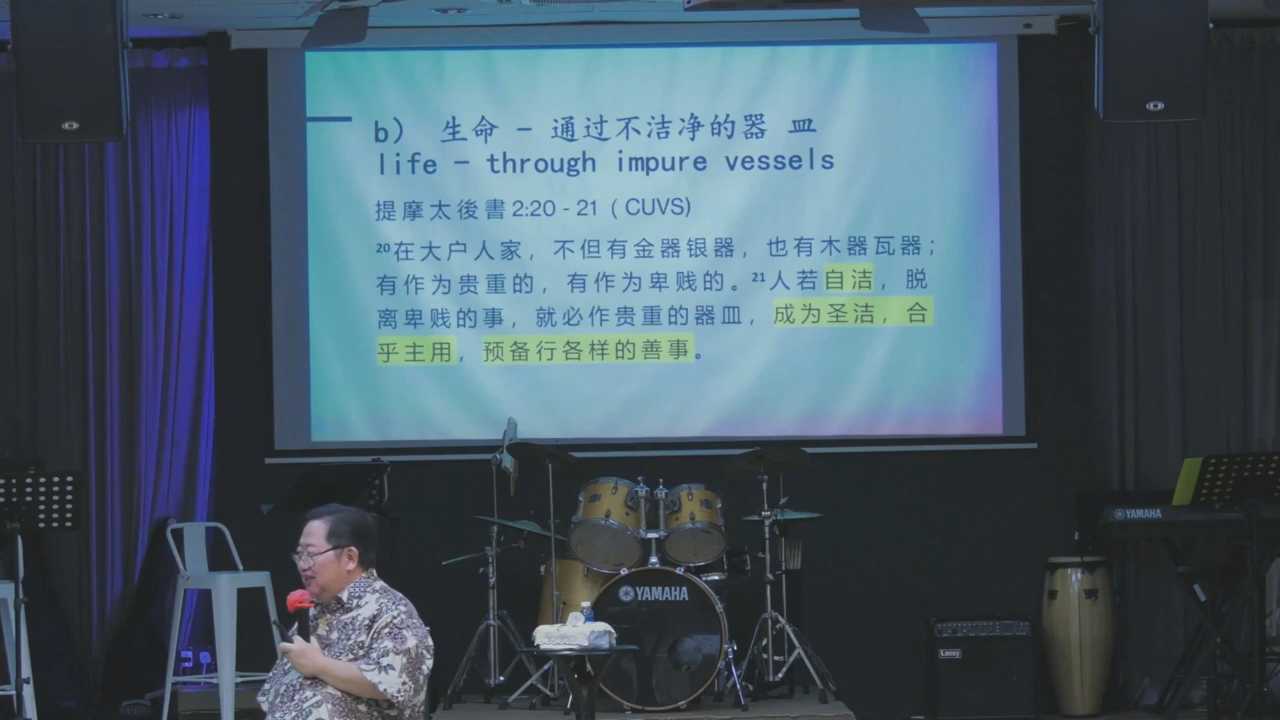 b） 生命 - 通过不洁净的器 皿
life - through impure vessels
提摩太後書 2:20 - 21（CUVS)
²⁰在大户人家，不但有金器银器，也有木器瓦器；
有作为贵重的，有作为卑贱的。²¹人若自洁，脱
离卑贱的事，就必作贵重的器皿，成为圣洁，合
乎主用，预备行各样的善事。
YAMAHA
YAMAHA
Laney